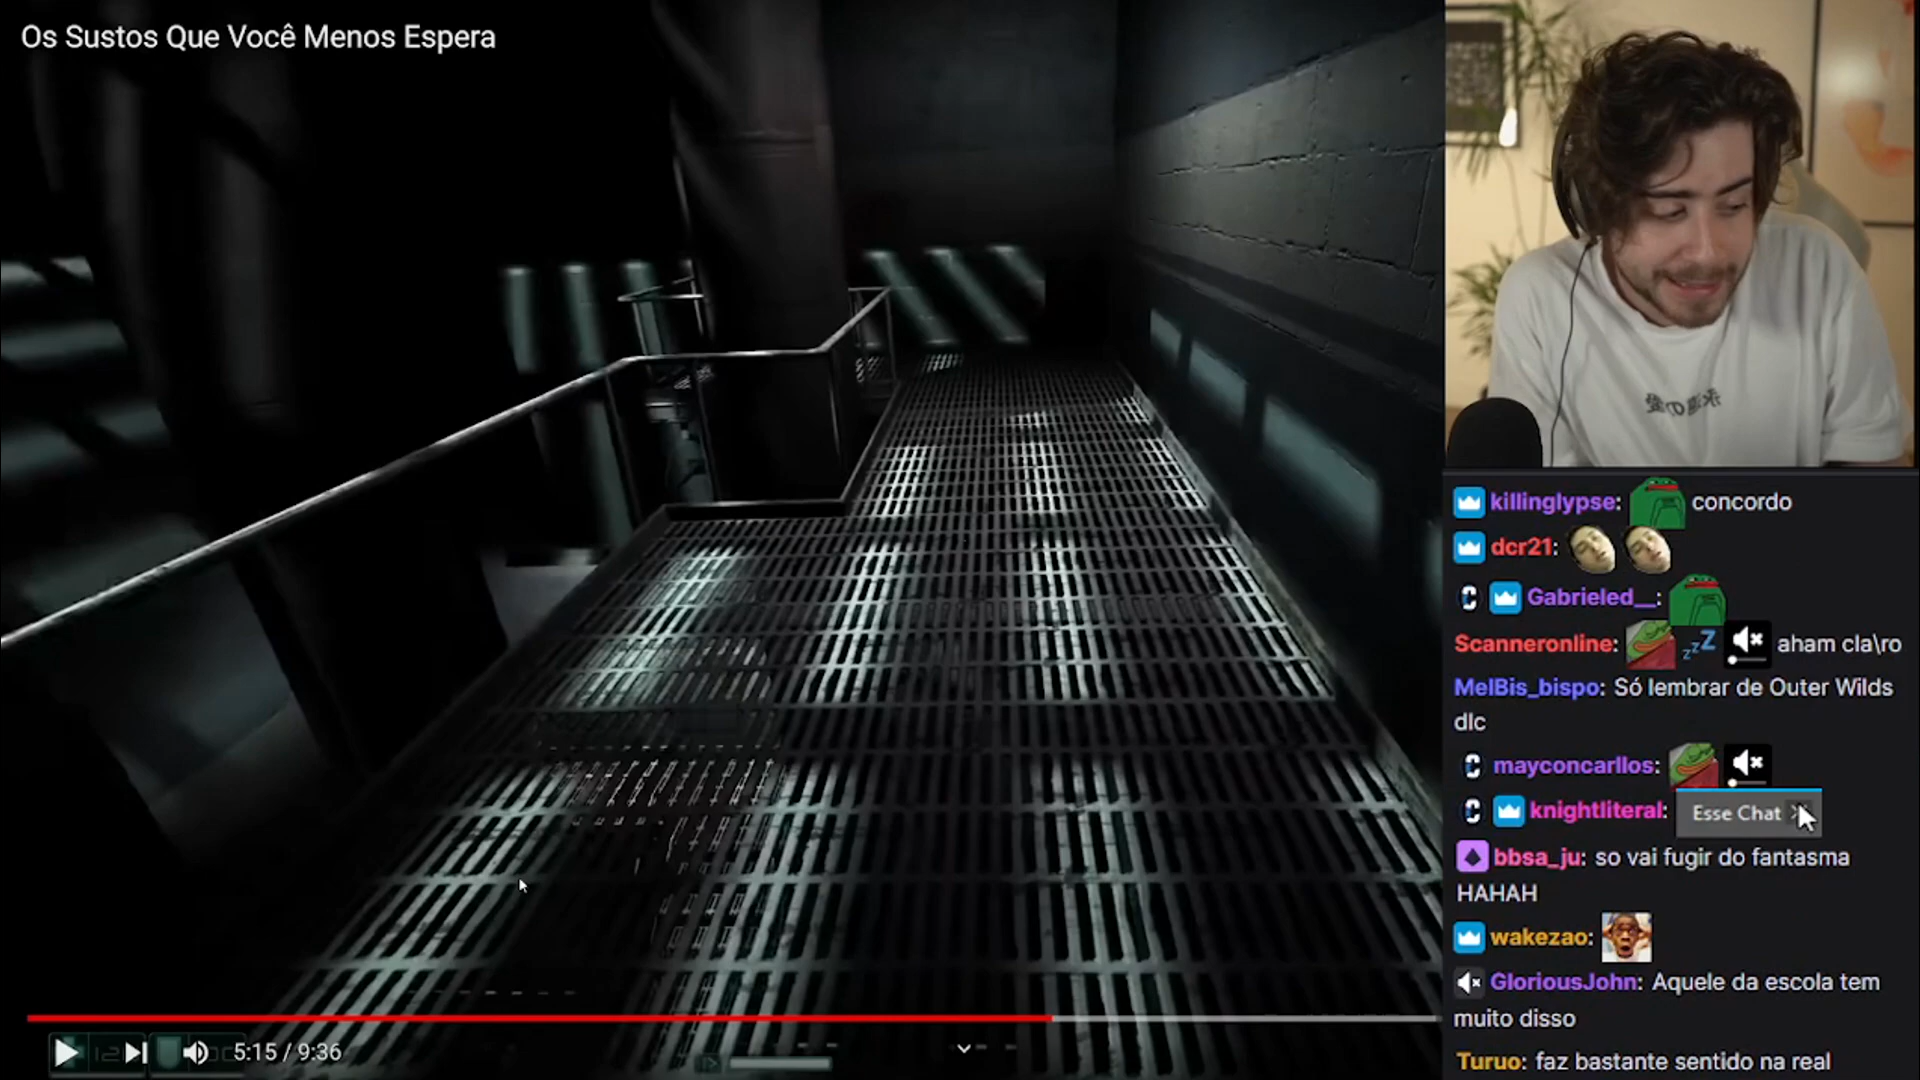 Os Sustos Que Você Menos Espera
killinglypse: concordo
dcr21:
Gabrieled__:
Scanneronline: zzZ aham cla\ro
MelBis_bispo: Só lembrar de Outer Wilds
dlc
mayconcarllos:
knightliteral: Esse Chat
bbsa_ju: so vai fugir do fantasma
HAHAH
wakezao:
GloriousJohn: Aquele da escola tem
muito disso
Turuo: faz bastante sentido na real
5:15 / 9:36